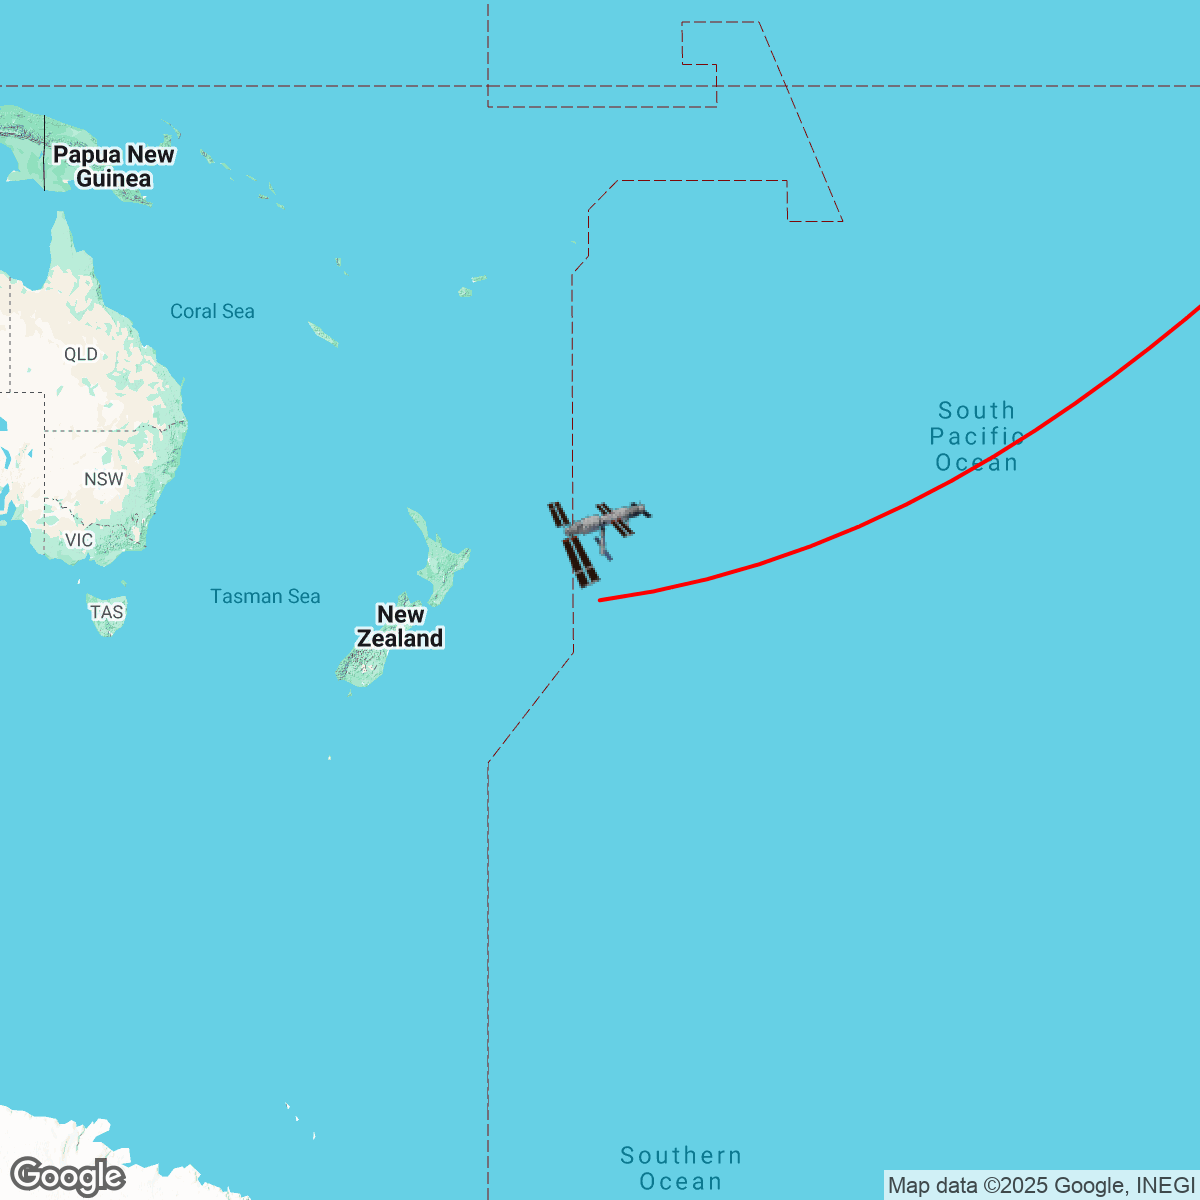 Papua New
Guinea
Coral Sea
QLD
South
Pacific
Ocean
NSW
VIC
Tasman Sea
TAS
New
Zealand
Southern
Ocean
Google
Map data ©2025 Google, INEGI